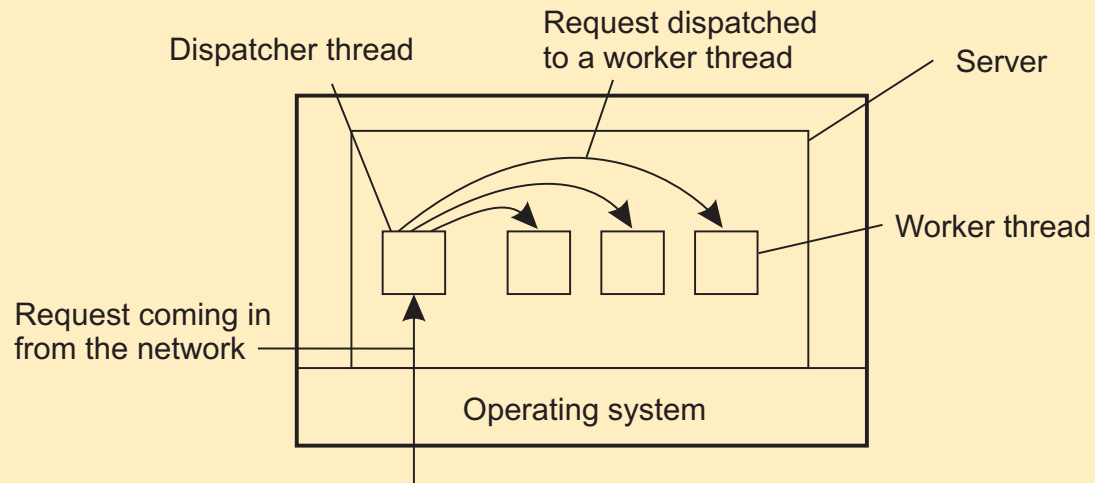 Request dispatched
to a worker thread
Dispatcher thread
Server
Worker thread
Request coming in
from the network
Operating system